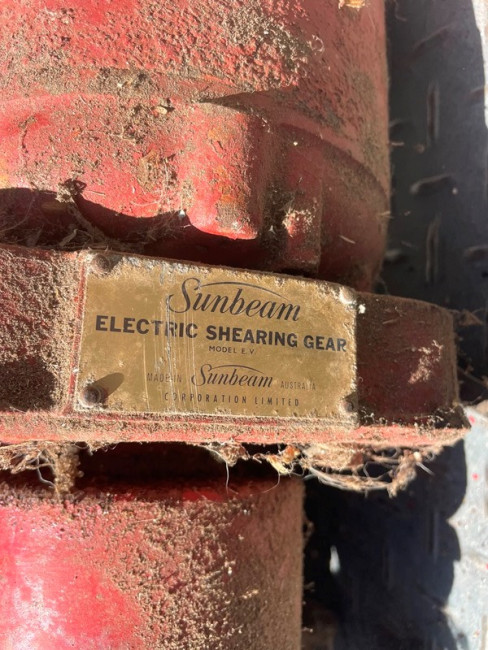 Sunbeam
ELECTRIC SHEARING GEAR
MODEL E.V
MADE IN Sunbeam AUSTRALIA
CORPORATION LIMITED